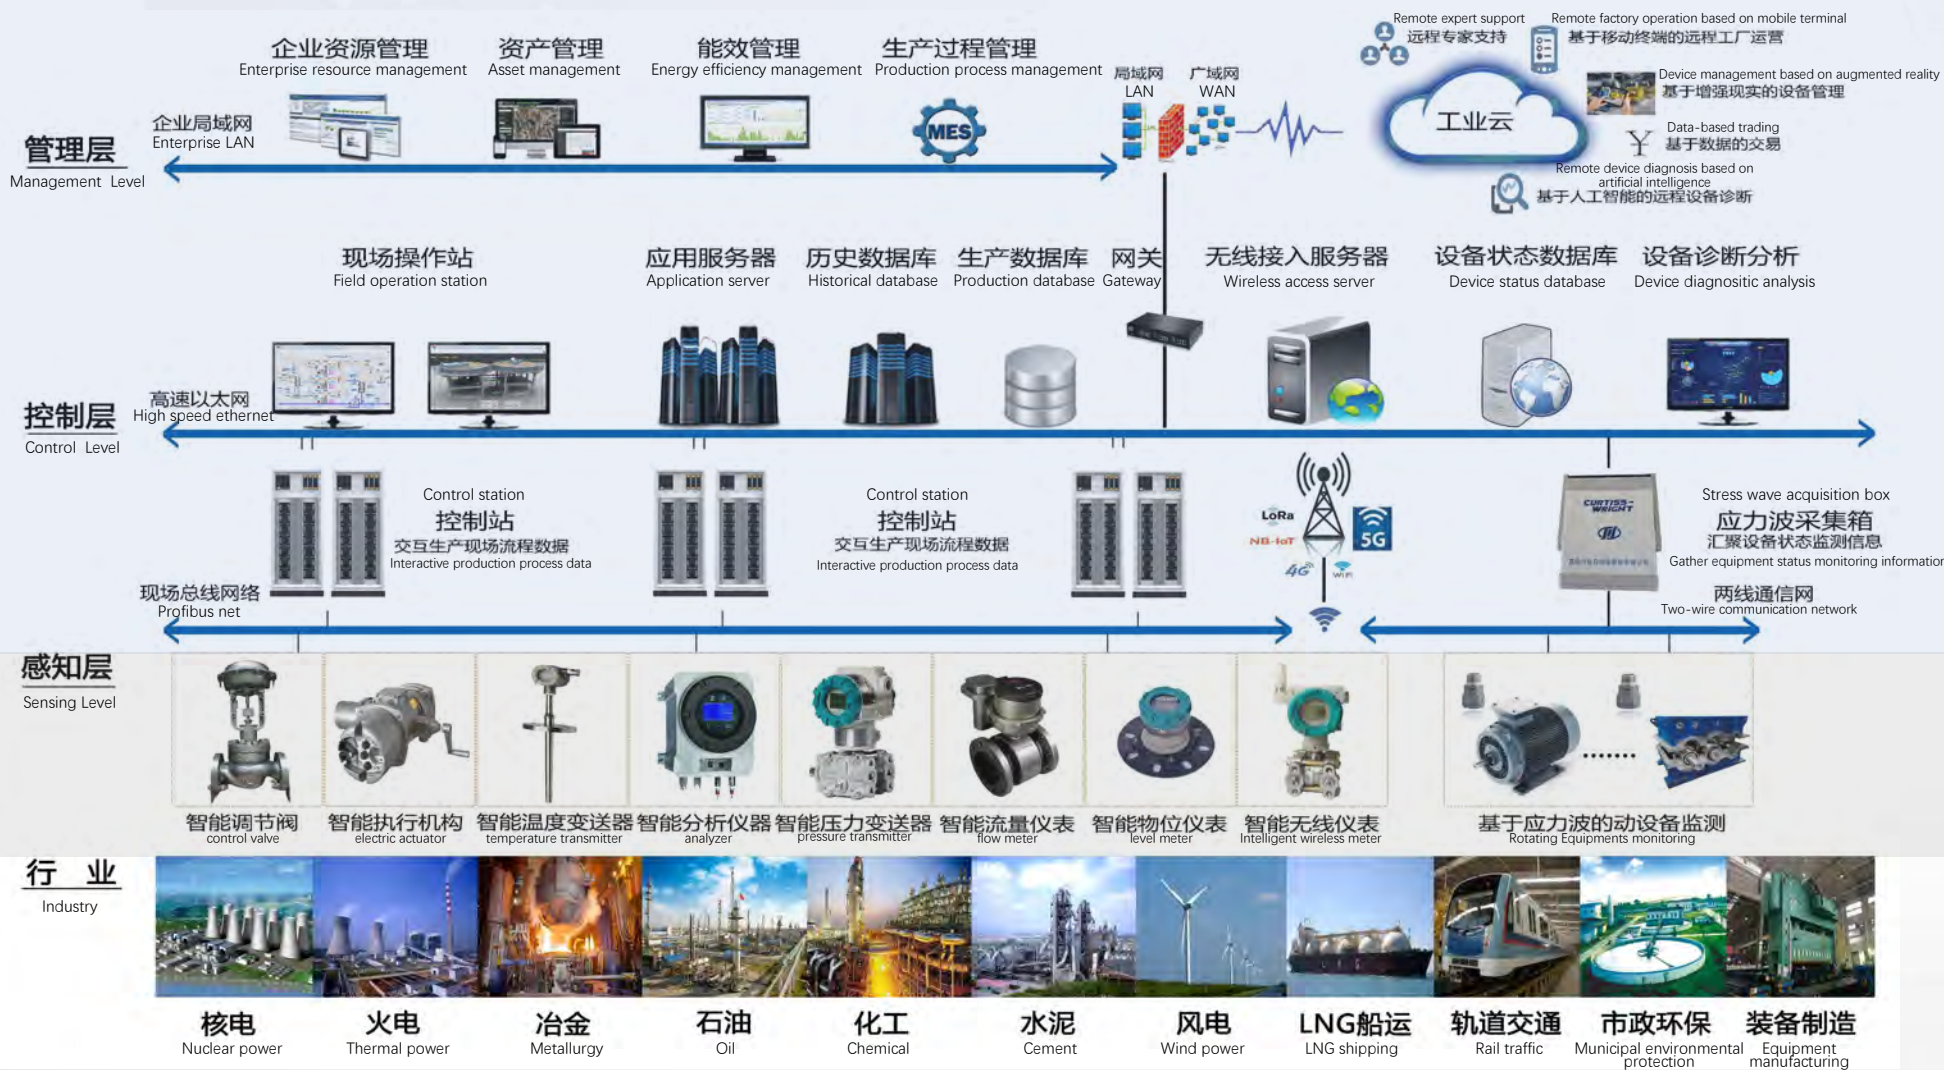 Remote expert support
远程专家支持
Remote factory operation based on mobile terminal
基于移动终端的远程工厂运营
企业资源管理
Enterprise resource management
资产管理
Asset management
能效管理
Energy efficiency management
生产过程管理
Production process management
局域网
LAN
广域网
WAN
Device management based on augmented reality
基于增强现实的设备管理
企业局域网
Enterprise LAN
MES
工业云
Data-based trading
基于数据的交易
管理层
Management Level
Remote device diagnosis based on
artificial intelligence
基于人工智能的远程设备诊断
现场操作站
Field operation station
应用服务器
Application server
历史数据库
Historical database
生产数据库
Production database
网关
Gateway
无线接入服务器
Wireless access server
设备状态数据库
Device status database
设备诊断分析
Device diagnositic analysis
高速以太网
High speed ethernet
控制层
Control Level
Control station
控制站
交互生产现场流程数据
Interactive production process data
Control station
控制站
交互生产现场流程数据
Interactive production process data
LoRa
NB-IoT
5G
4G
WiFi
CURTISS-
WRIGHT
Stress wave acquisition box
应力波采集箱
汇聚设备状态监测信息
Gather equipment status monitoring information
现场总线网络
Profibus net
两线通信网
Two-wire communication network
感知层
Sensing Level
智能调节阀
control valve
智能执行机构
electric actuator
智能温度变送器
temperature transmitter
智能分析仪器
analyzer
智能压力变送器
pressure transmitter
智能流量仪表
flow meter
智能物位仪表
level meter
智能无线仪表
Intelligent wireless meter
基于应力波的动设备监测
Rotating Equipments monitoring
行 业
Industry
核电
Nuclear power
火电
Thermal power
冶金
Metallurgy
石油
Oil
化工
Chemical
水泥
Cement
风电
Wind power
LNG船运
LNG shipping
轨道交通
Rail traffic
市政环保
Municipal environmental
protection
装备制造
Equipment
manufacturing